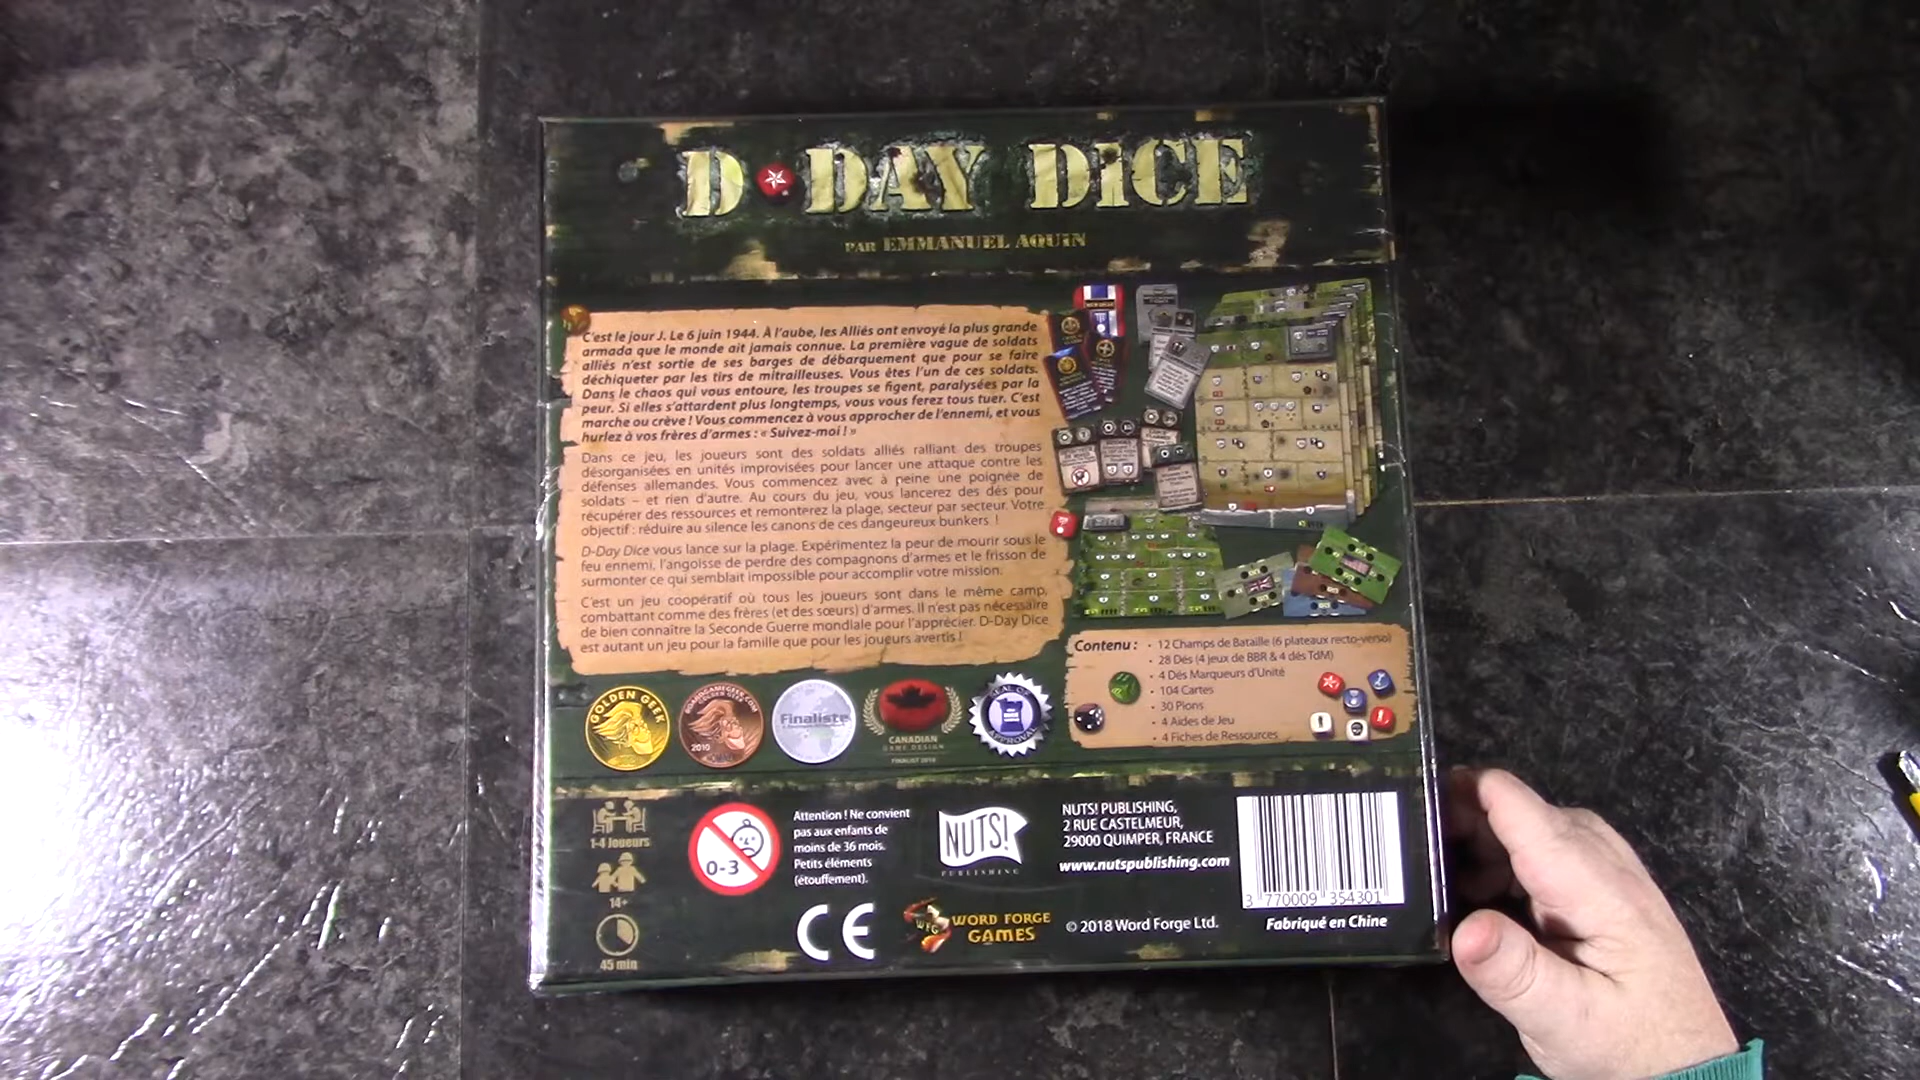 D-DAY DiCE
PAR EMMANUEL AQUiN
C'est le jour J. Le 6 juin 1944. À l'aube, les Alliés ont envoyé la plus grande
armada que le monde ait jamais connue. La première vague de soldats
alliés n'est sortie de ses barges de débarquement que pour se faire
déchiqueter par les tirs de mitrailleuses. Vous êtes l'un de ces soldats.
Dans le chaos qui vous entoure, les troupes se figent, paralysées par la
peur. Si elles s'attardent plus longtemps, vous vous ferez tous tuer. C'est
marche ou crève ! Vous commencez à vous approcher de l'ennemi, et vous
hurlez à vos frères d'armes : « Suivez-moi ! »
Dans ce jeu, les joueurs sont des soldats alliés ralliant des troupes
désorganisées en unités improvisées pour lancer une attaque contre les
défenses allemandes. Vous commencez avec à peine une poignée de
soldats – et rien d'autre. Au cours du jeu, vous lancerez des dés pour
récupérer des ressources et remonterez la plage, secteur par secteur. Votre
objectif : réduire au silence les canons de ces dangeureux bunkers !
D-Day Dice vous lance sur la plage. Expérimentez la peur de mourir sous le
feu ennemi, l'angoisse de perdre des compagnons d'armes et le frisson de
surmonter ce qui semblait impossible pour accomplir votre mission.
C'est un jeu coopératif où tous les joueurs sont dans le même camp,
combattant comme des frères (et des sœurs) d'armes. Il n'est pas nécessaire
de bien connaître la Seconde Guerre mondiale pour l'apprécier. D-Day Dice
est autant un jeu pour la famille que pour les joueurs avertis !
Contenu :
• 12 Champs de Bataille (6 plateaux recto-verso)
• 28 Dés (4 jeux de BBR & 4 dés TdM)
• 4 Dés Marqueurs d'Unité
• 104 Cartes
• 30 Pions
• 4 Aides de Jeu
• 4 Fiches de Ressources
GOLDEN GEEK
BOARDGAMEGEEK.COM
GOLDEN GEEK
2010
Finaliste
CANADIAN
GAME DESIGN
FINALIST 2010
SEAL OF
APPROVAL
1-4 Joueurs
14+
45 min
0-3
Attention ! Ne convient
pas aux enfants de
moins de 36 mois.
Petits éléments
(étouffement).
CE
NUTS!
PUBLISHING
WFG
WORD FORGE
GAMES
NUTS! PUBLISHING,
2 RUE CASTELMEUR,
29000 QUIMPER, FRANCE
www.nutspublishing.com
© 2018 Word Forge Ltd.
3 770009 354301
Fabriqué en Chine